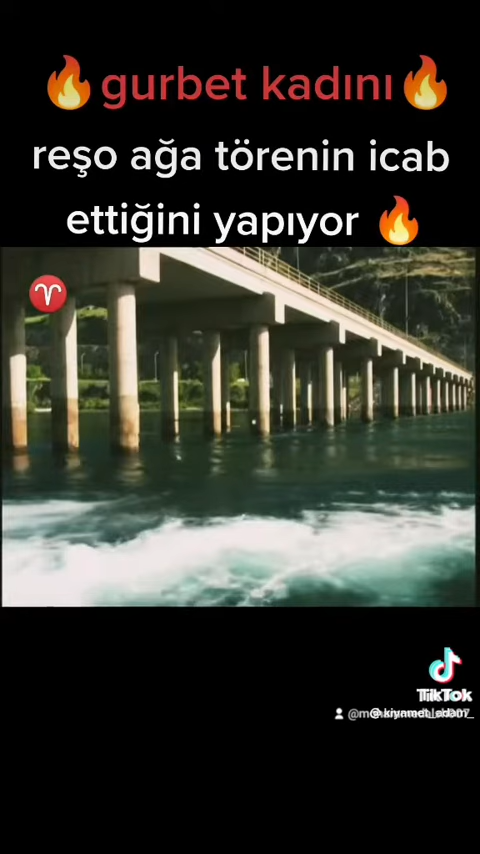 🔥gurbet kadını🔥
reşo ağa törenin icab
ettiğini yapıyor 🔥
TikTok